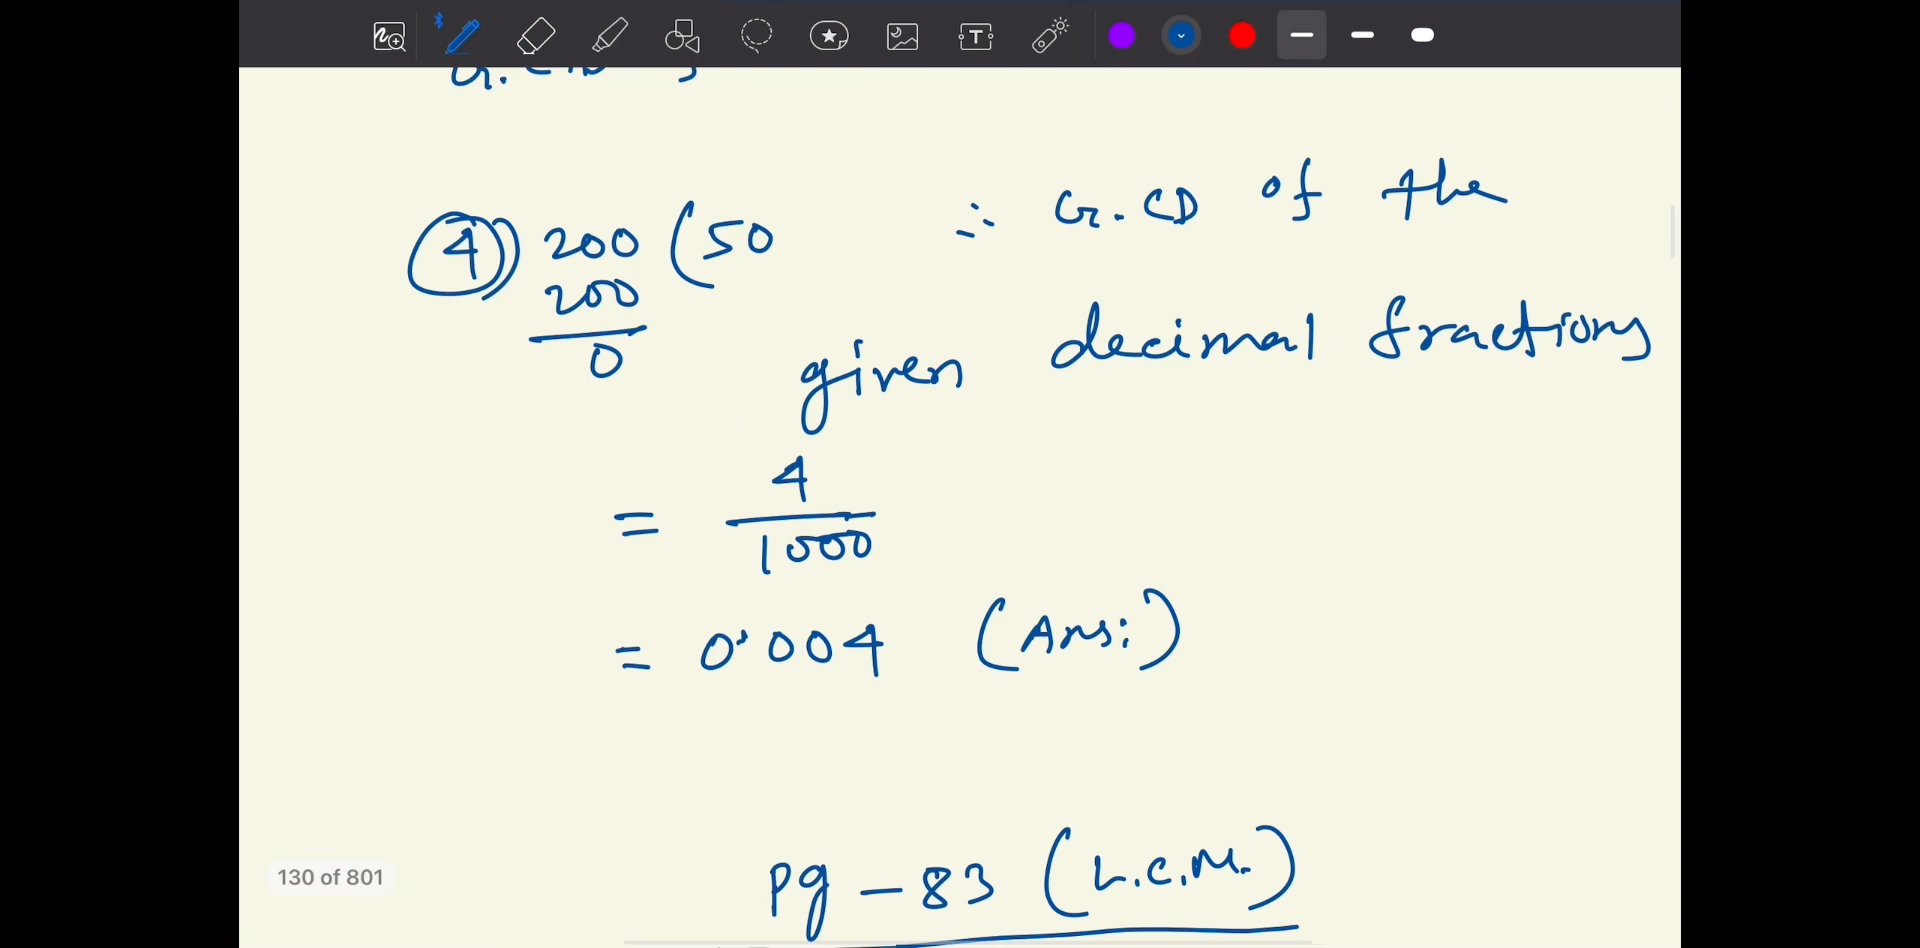 4) 200 (50
200
0
∴ G.CD of the
given decimal fractions
= 4/1000
= 0.004 (Ans:)
130 of 801
Pg - 83 (L.C.M.)